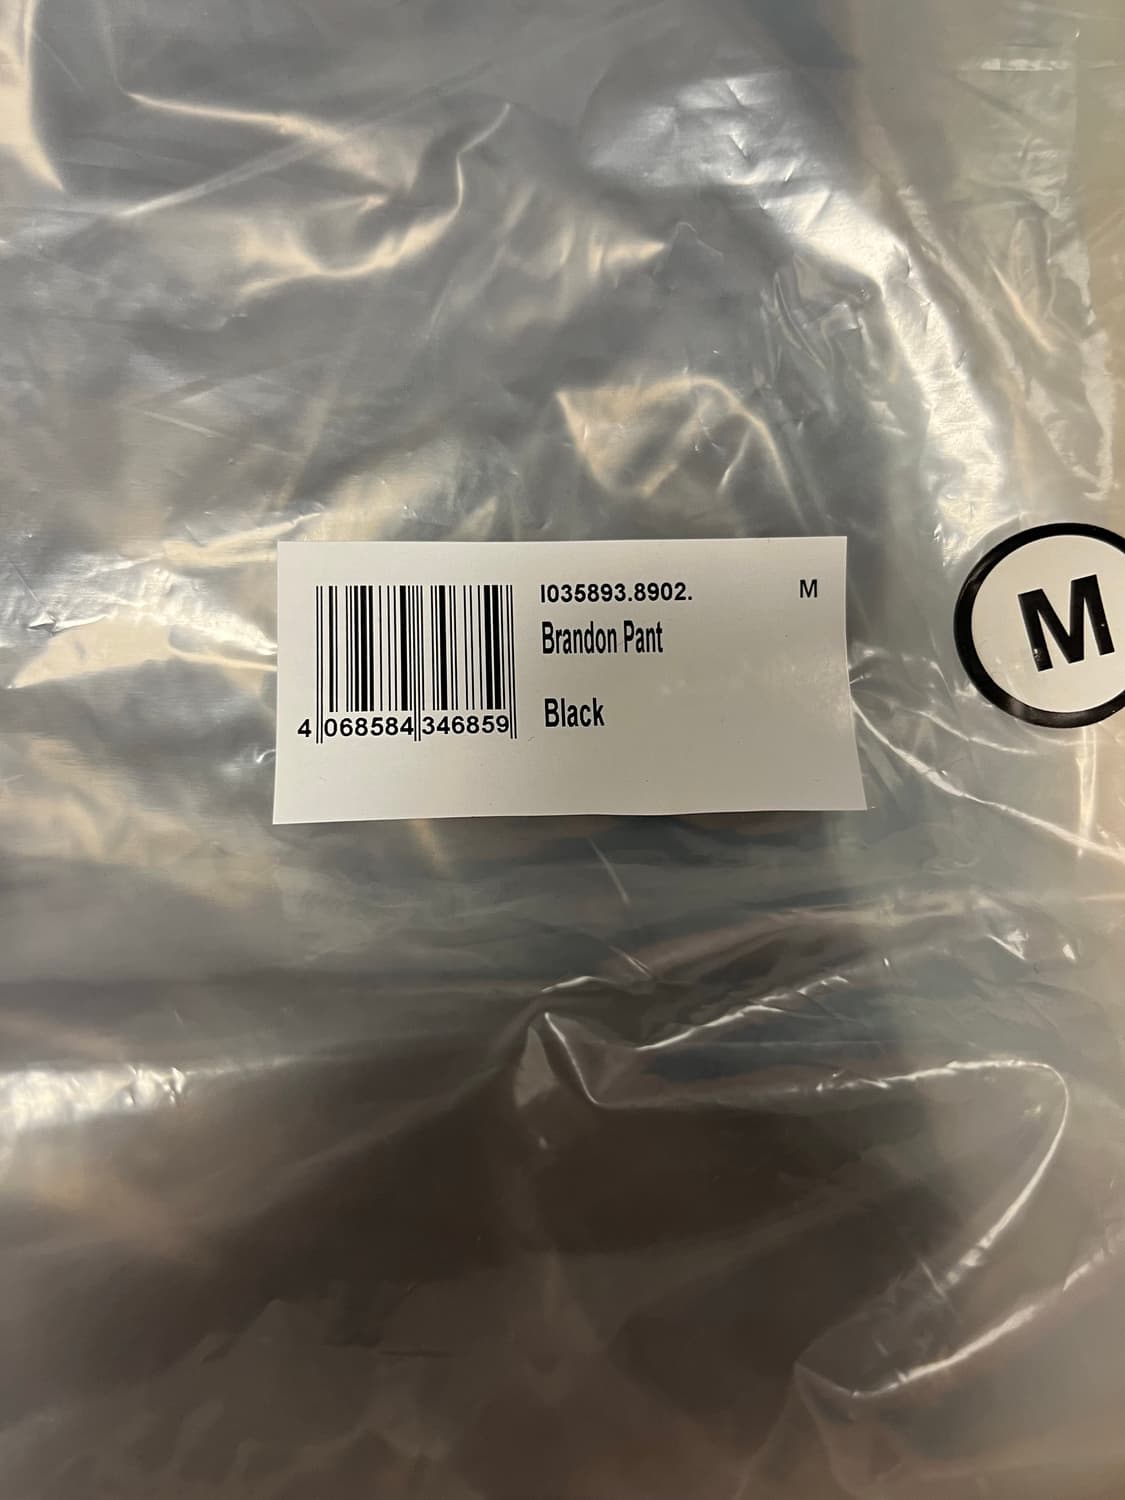 I035893.8902. M
Brandon Pant
Black
4 068584 346859
M